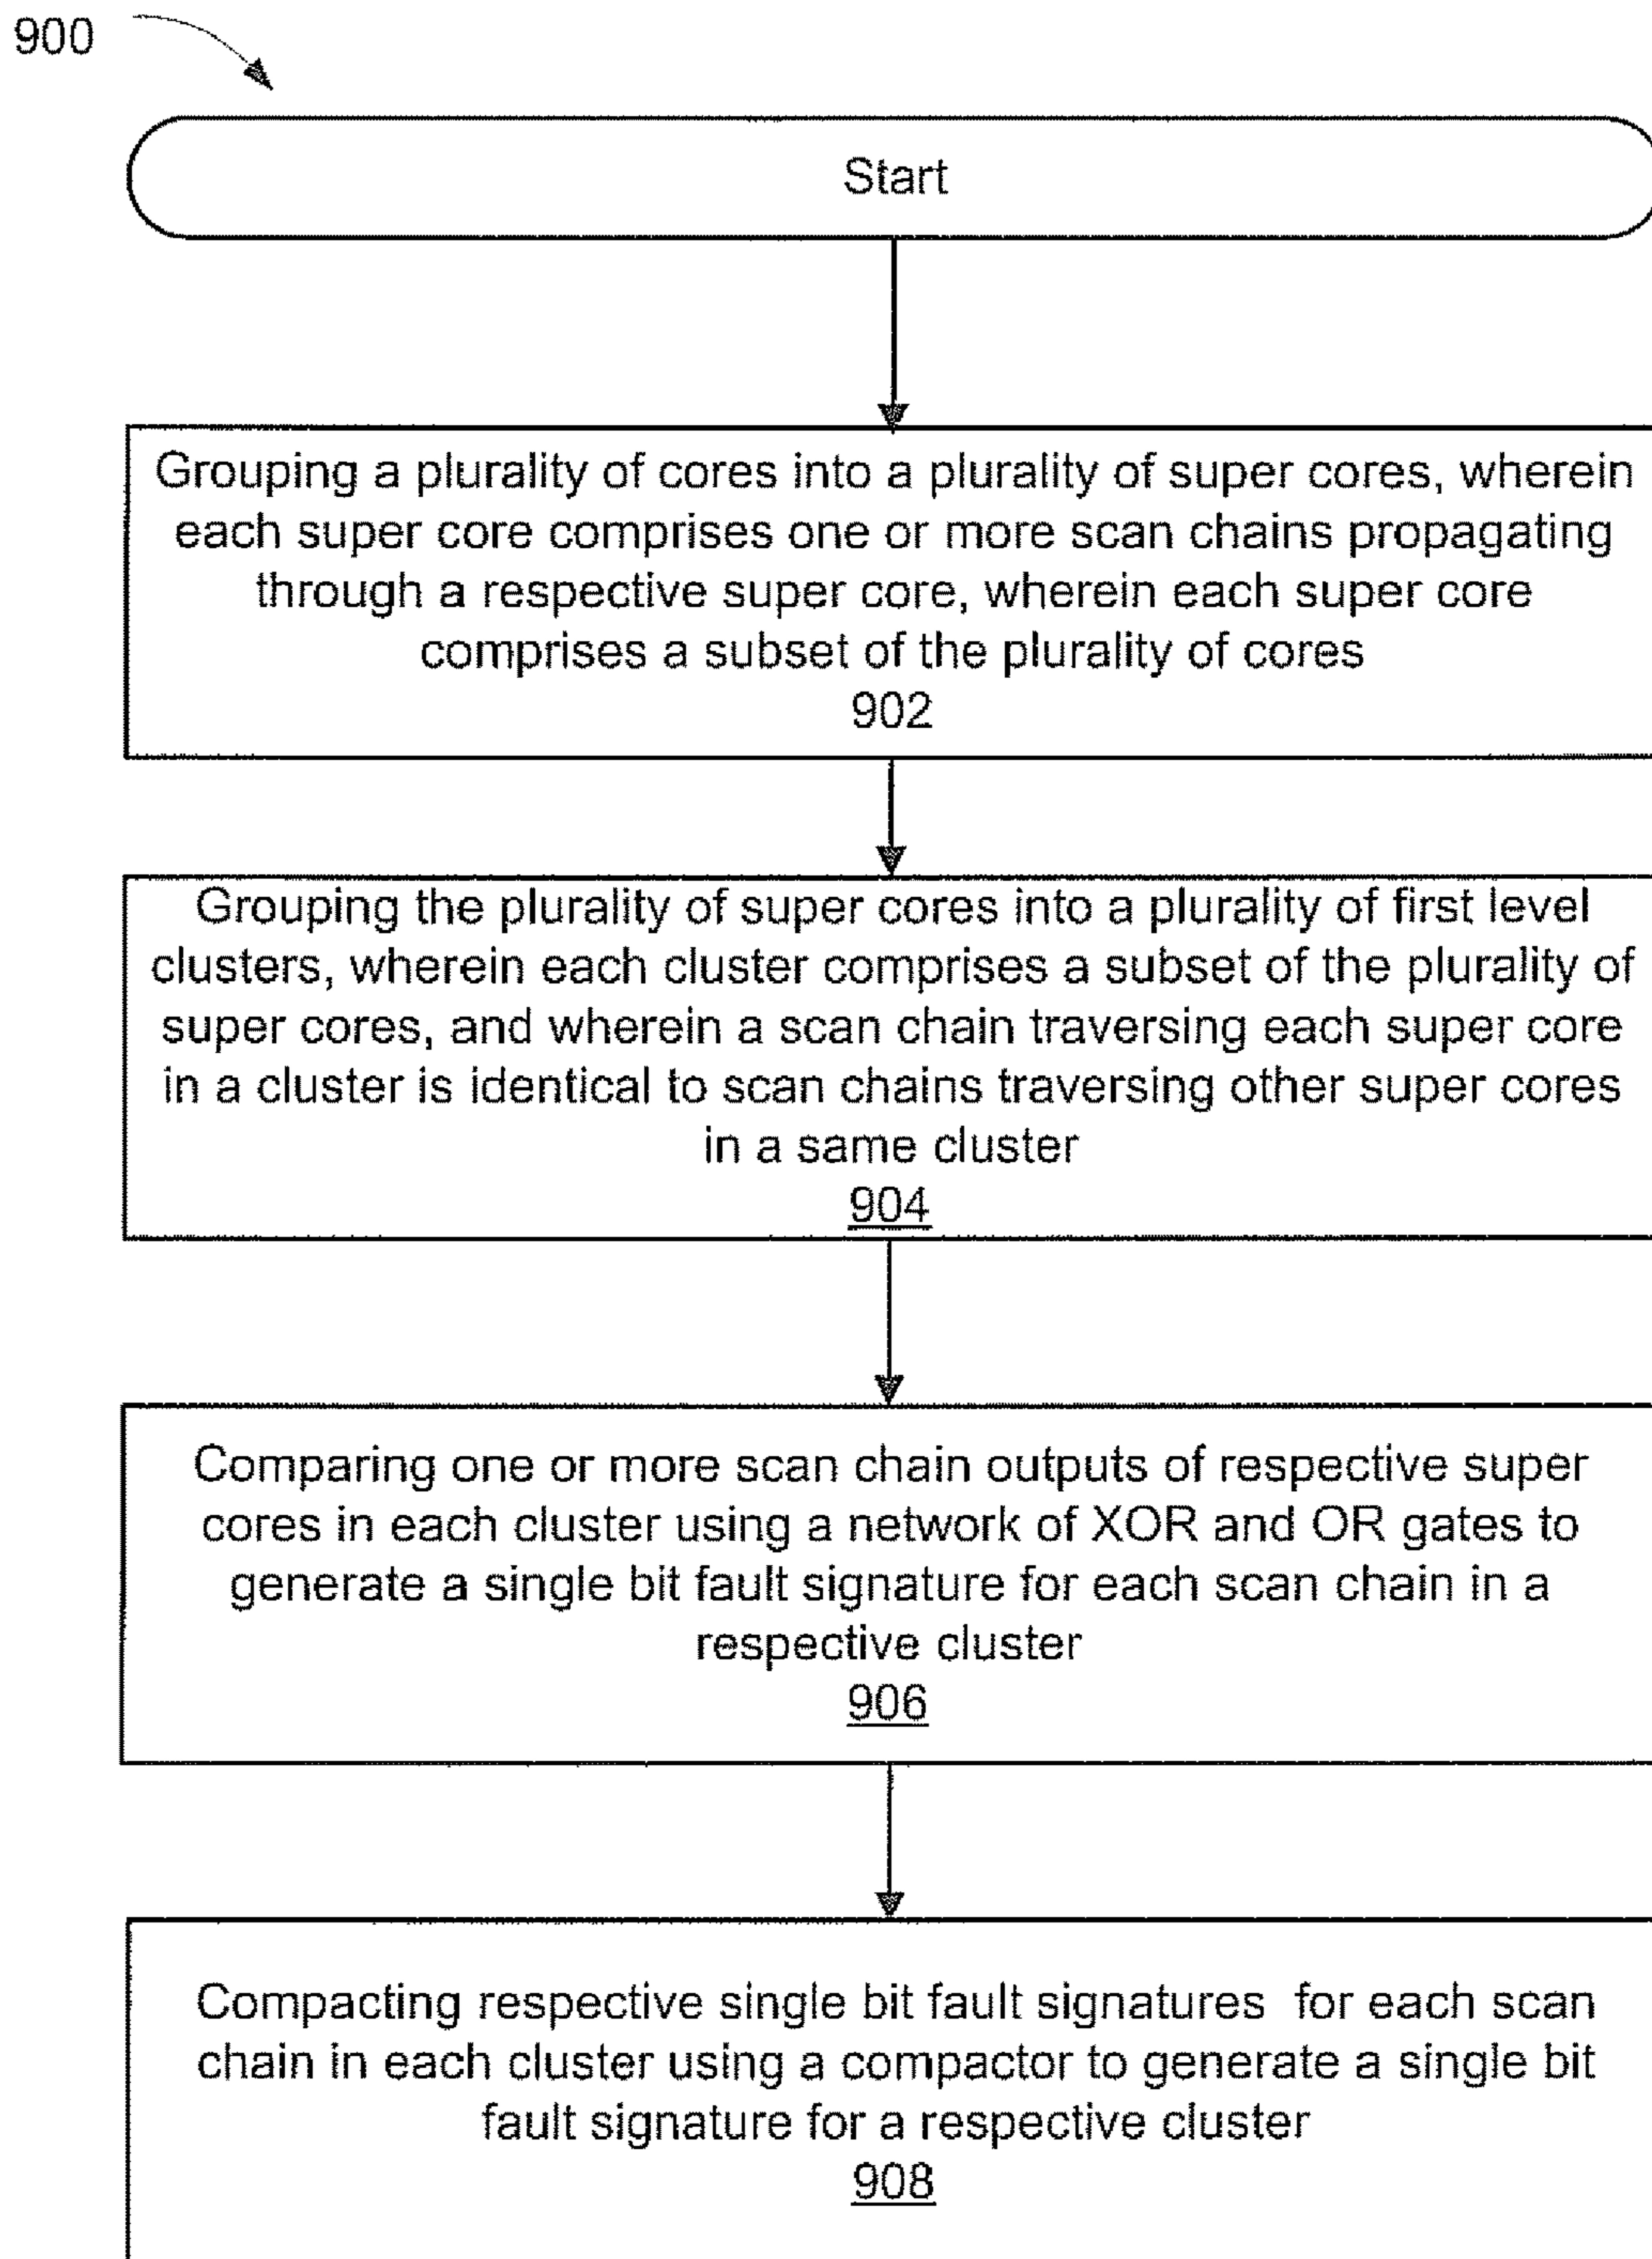 900
Start
Grouping a plurality of cores into a plurality of super cores, wherein
each super core comprises one or more scan chains propagating
through a respective super core, wherein each super core
comprises a subset of the plurality of cores
902
Grouping the plurality of super cores into a plurality of first level
clusters, wherein each cluster comprises a subset of the plurality of
super cores, and wherein a scan chain traversing each super core
in a cluster is identical to scan chains traversing other super cores
in a same cluster
904
Comparing one or more scan chain outputs of respective super
cores in each cluster using a network of XOR and OR gates to
generate a single bit fault signature for each scan chain in a
respective cluster
906
Compacting respective single bit fault signatures for each scan
chain in each cluster using a compactor to generate a single bit
fault signature for a respective cluster
908